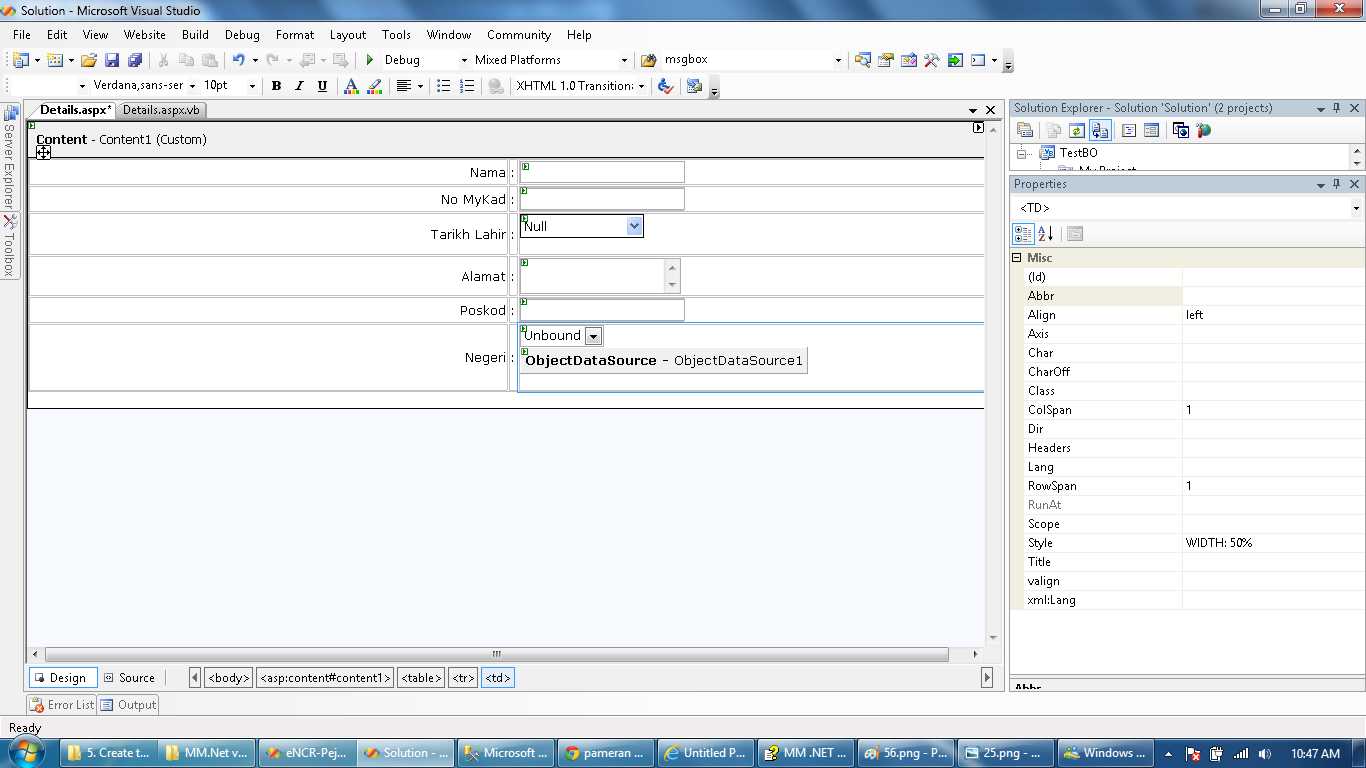 Solution - Microsoft Visual Studio
File Edit View Website Build Debug Format Layout Tools Window Community Help
Debug Mixed Platforms msgbox
Verdana,sans-ser 10pt B I U A XHTML 1.0 Transition:
Server Explorer
Toolbox
Details.aspx* Details.aspx.vb
Content - Content1 (Custom)
Nama :
No MyKad :
Tarikh Lahir : Null
Alamat :
Poskod :
Negeri : Unbound
ObjectDataSource - ObjectDataSource1
Design Source <body> <asp:content#content1> <table> <tr> <td>
Error List Output
Ready
Solution Explorer - Solution 'Solution' (2 projects)
TestBO
My Project
Properties
<TD>
Misc
(Id)
Abbr
Align left
Axis
Char
CharOff
Class
ColSpan 1
Dir
Headers
Lang
RowSpan 1
RunAt
Scope
Style WIDTH: 50%
Title
valign
xml:Lang
Abbr
5. Create t... MM.Net v... eNCR-Pej... Solution - ... Microsoft ... pameran ... Untitled P... MM .NET ... 56.png - P... 25.png - ... Windows ... 10:47 AM